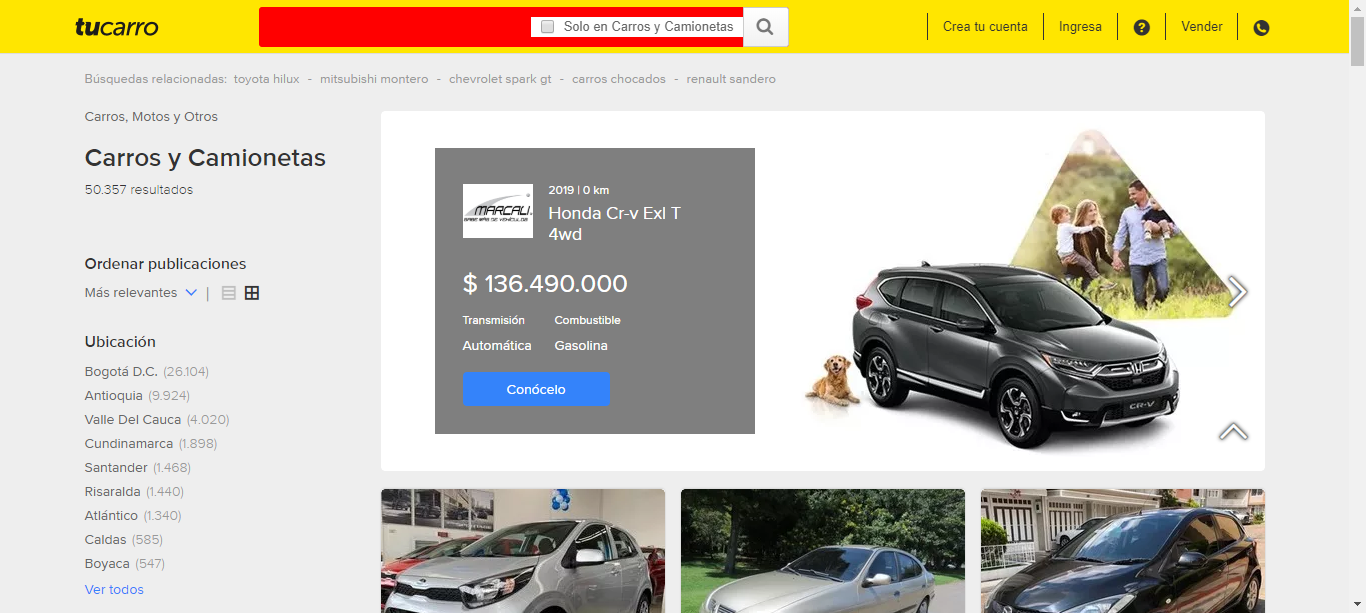 tucarro
Solo en Carros y Camionetas
Crea tu cuenta
Ingresa
?
Vender
Búsquedas relacionadas: toyota hilux - mitsubishi montero - chevrolet spark gt - carros chocados - renault sandero
Carros, Motos y Otros
Carros y Camionetas
50.357 resultados
Ordenar publicaciones
Más relevantes |
Ubicación
Bogotá D.C. (26.104)
Antioquia (9.924)
Valle Del Cauca (4.020)
Cundinamarca (1.898)
Santander (1.468)
Risaralda (1.440)
Atlántico (1.340)
Caldas (585)
Boyaca (547)
Ver todos
MARCALI
2019 | 0 km
Honda Cr-v Exl T
4wd
$ 136.490.000
Transmisión Combustible
Automática Gasolina
Conócelo
CR-V